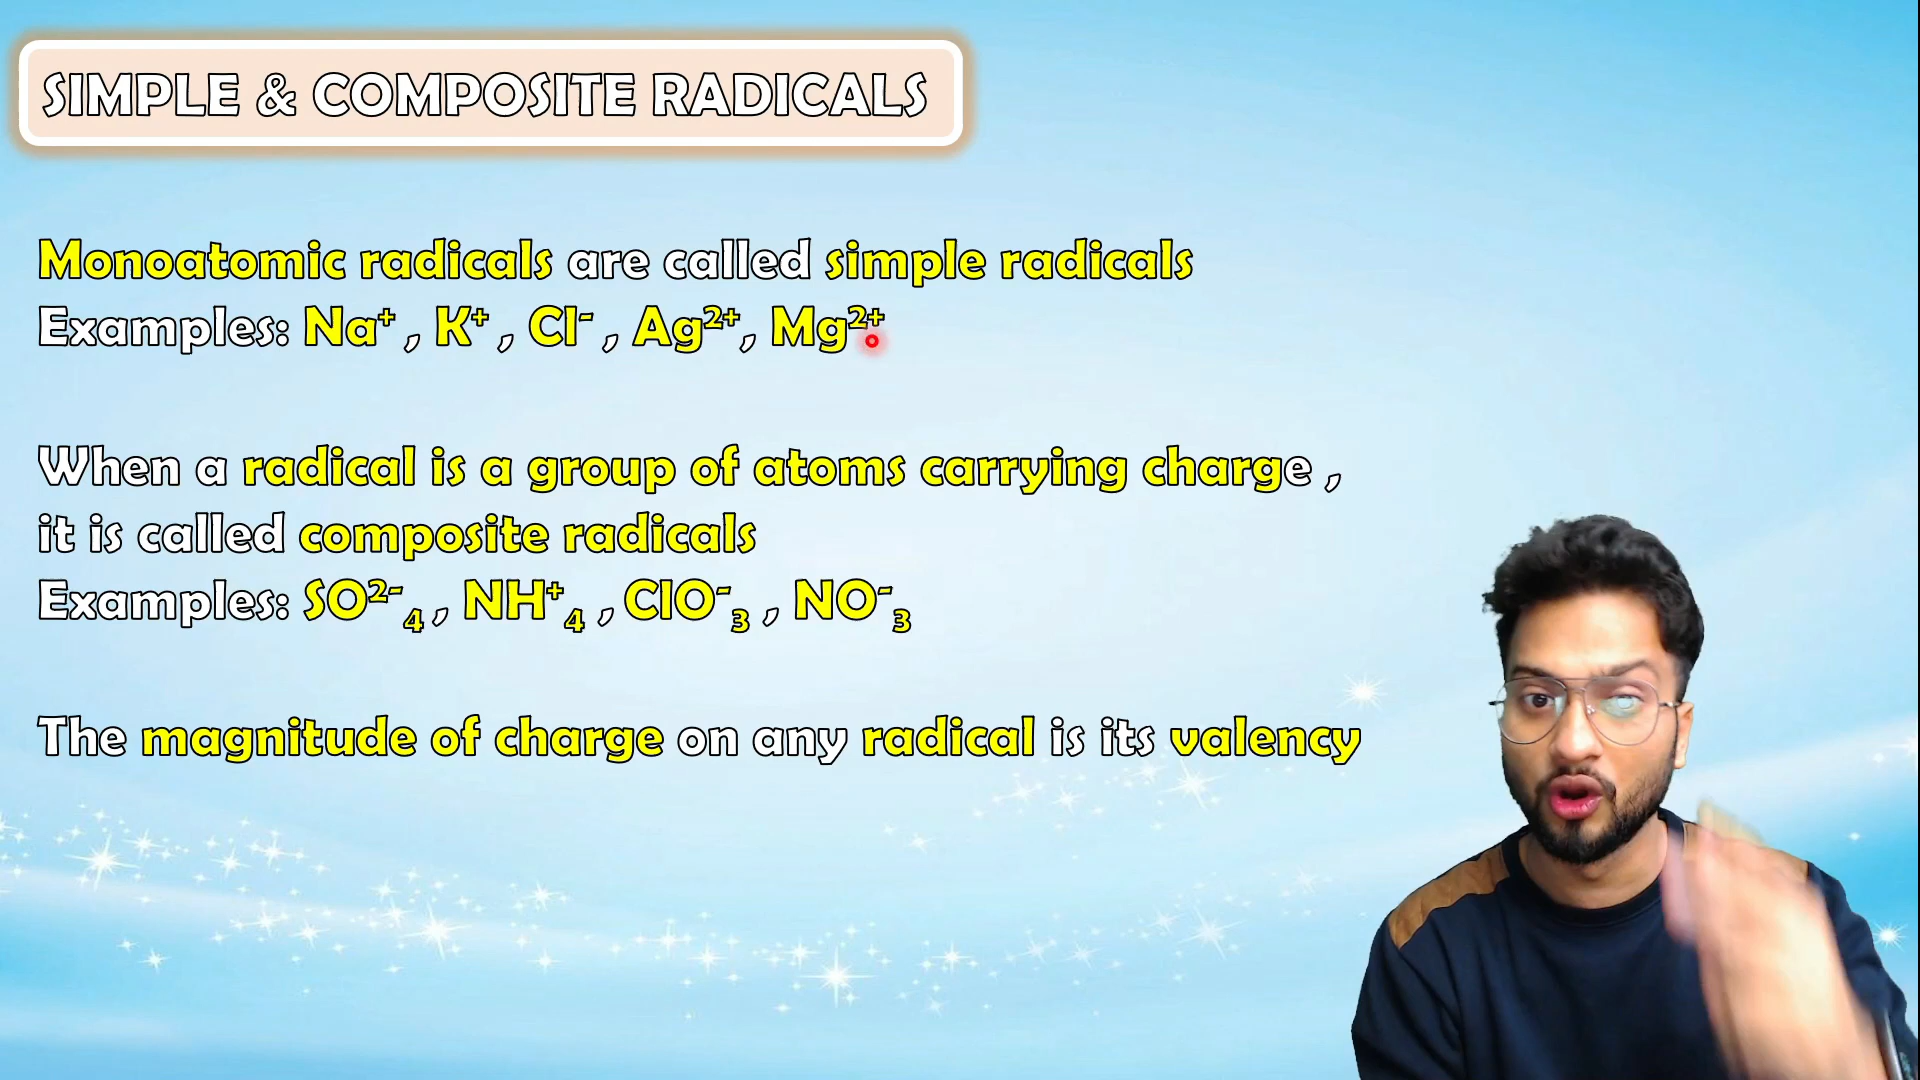 SIMPLE & COMPOSITE RADICALS
Monoatomic radicals are called simple radicals
Examples: Na⁺ , K⁺ , Cl⁻ , Ag²⁺, Mg²⁺
When a radical is a group of atoms carrying charge ,
it is called composite radicals
Examples: SO²⁻₄ , NH⁺₄ , ClO⁻₃ , NO⁻₃
The magnitude of charge on any radical is its valency